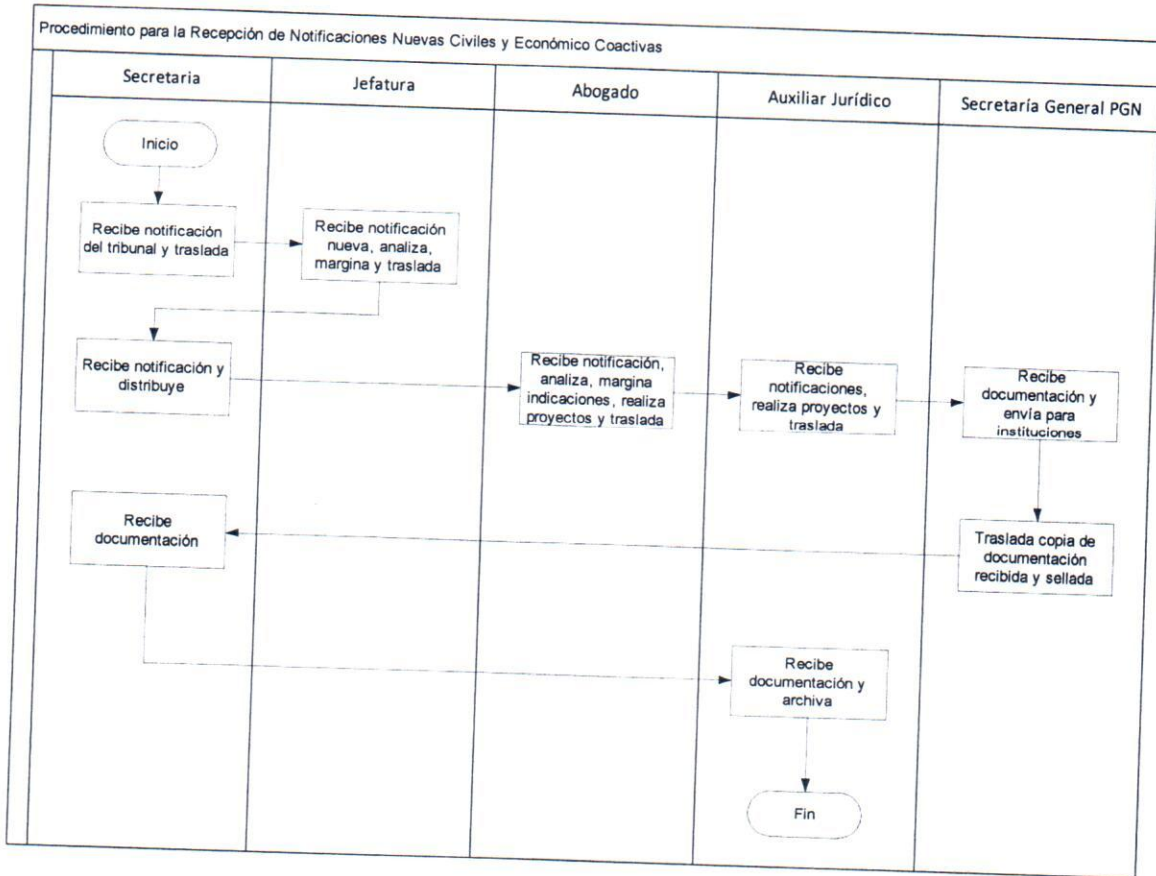 Procedimiento para la Recepción de Notificaciones Nuevas Civiles y Económico Coactivas
Secretaria
Jefatura
Abogado
Auxiliar Jurídico
Secretaría General PGN
Inicio
Recibe notificación
del tribunal y traslada
Recibe notificación
nueva, analiza,
margina y traslada
Recibe notificación y
distribuye
Recibe notificación,
analiza, margina
indicaciones, realiza
proyectos y traslada
Recibe
notificaciones,
realiza proyectos y
traslada
Recibe
documentación y
envía para
instituciones
Traslada copia de
documentación
recibida y sellada
Recibe
documentación
Recibe
documentación y
archiva
Fin